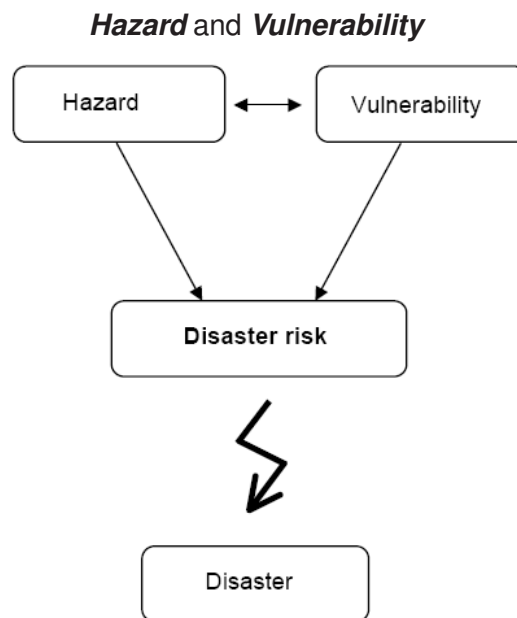 Hazard and Vulnerability
Hazard
Vulnerability
Disaster risk
Disaster